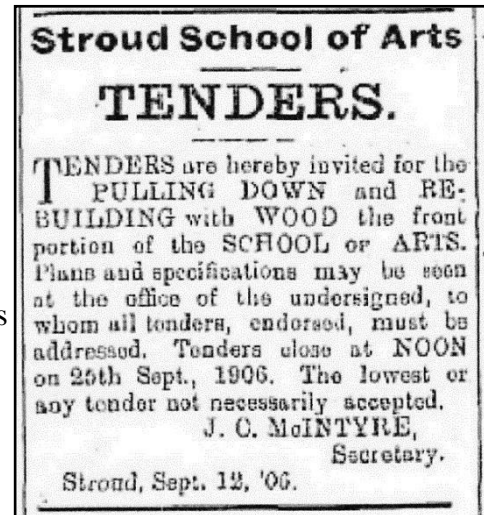 Stroud School of Arts
TENDERS.
TENDERS are hereby invited for the
PULLING DOWN and RE-
BUILDING with WOOD the front
portion of the SCHOOL OF ARTS.
Plans and specifications may be seen
at the office of the undersigned, to
whom all tenders, endorsed, must be
addressed. Tenders close at NOON
on 25th Sept., 1906. The lowest or
any tender not necessarily accepted.
J. C. McINTYRE,
Secretary.
Stroud, Sept. 12, '06.
s